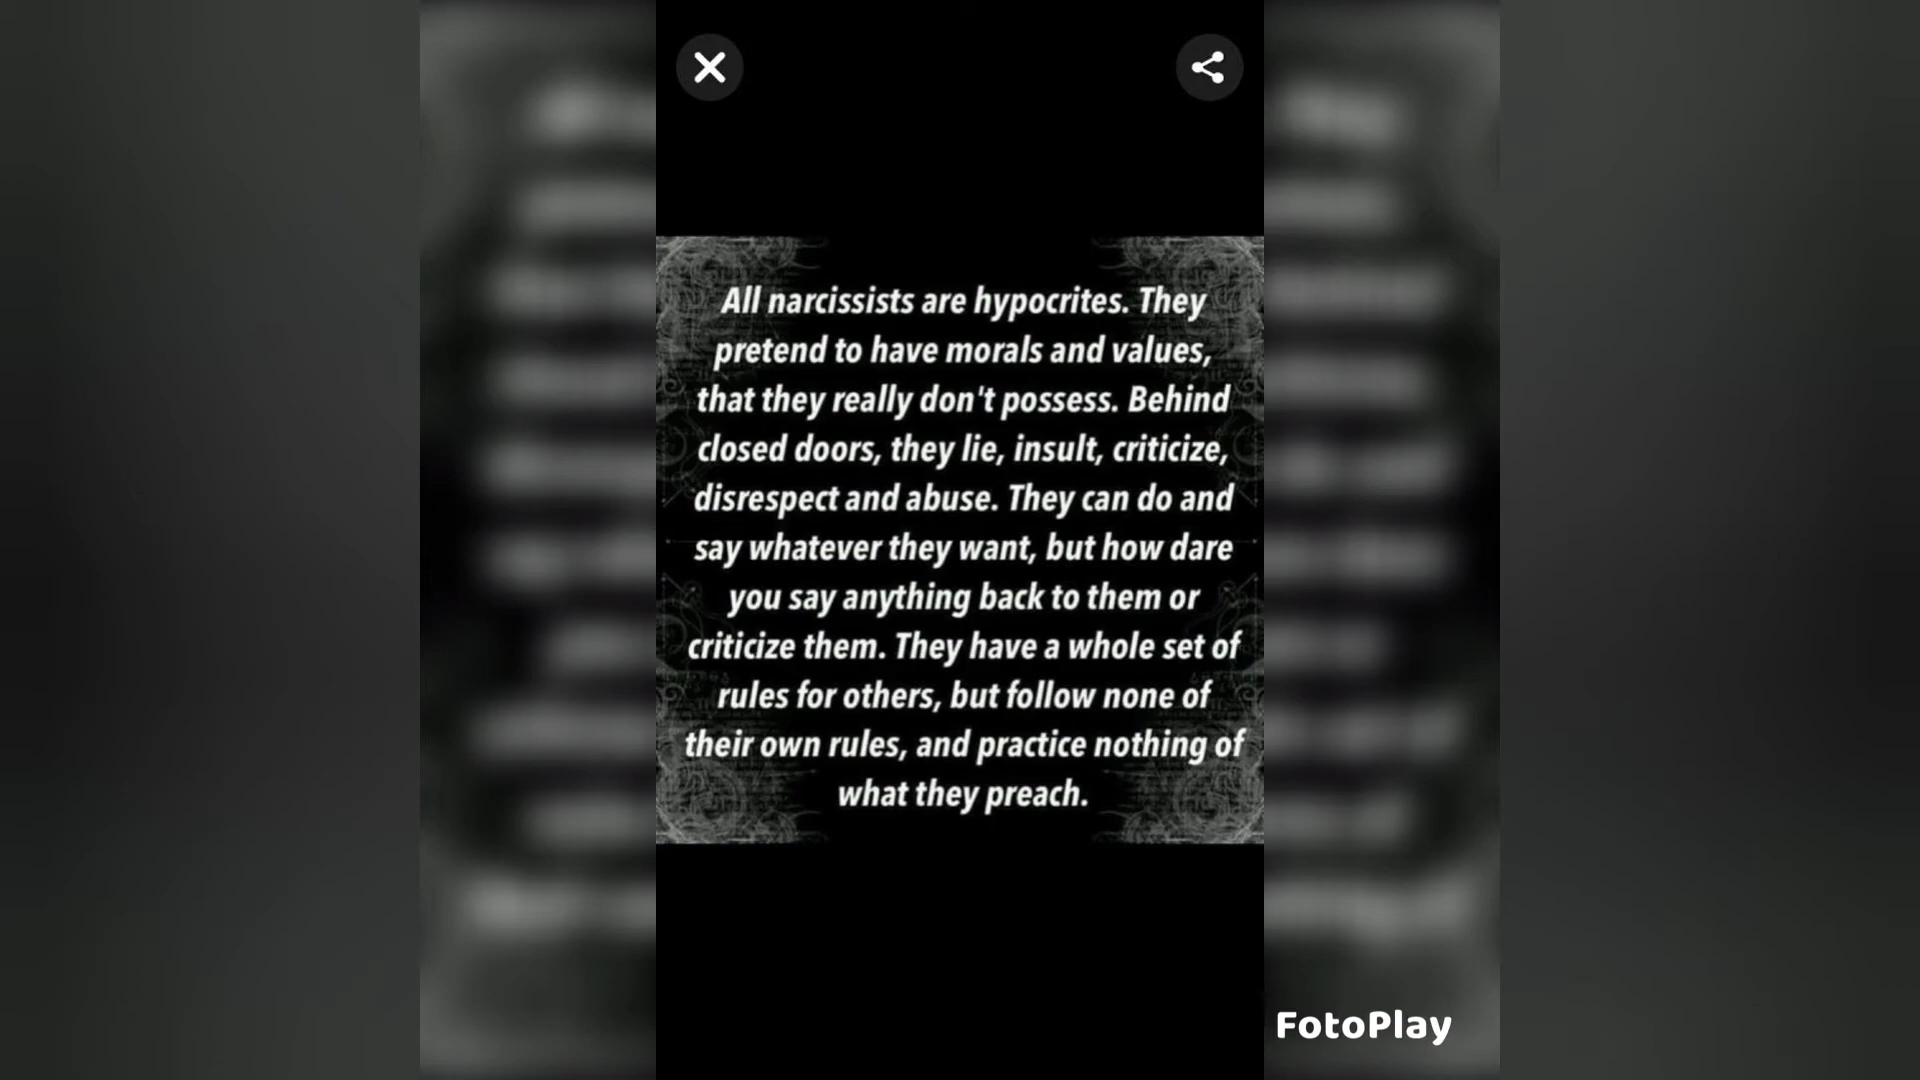 All narcissists are hypocrites. They
pretend to have morals and values,
that they really don't possess. Behind
closed doors, they lie, insult, criticize,
disrespect and abuse. They can do and
say whatever they want, but how dare
you say anything back to them or
criticize them. They have a whole set of
rules for others, but follow none of
their own rules, and practice nothing of
what they preach.
FotoPlay